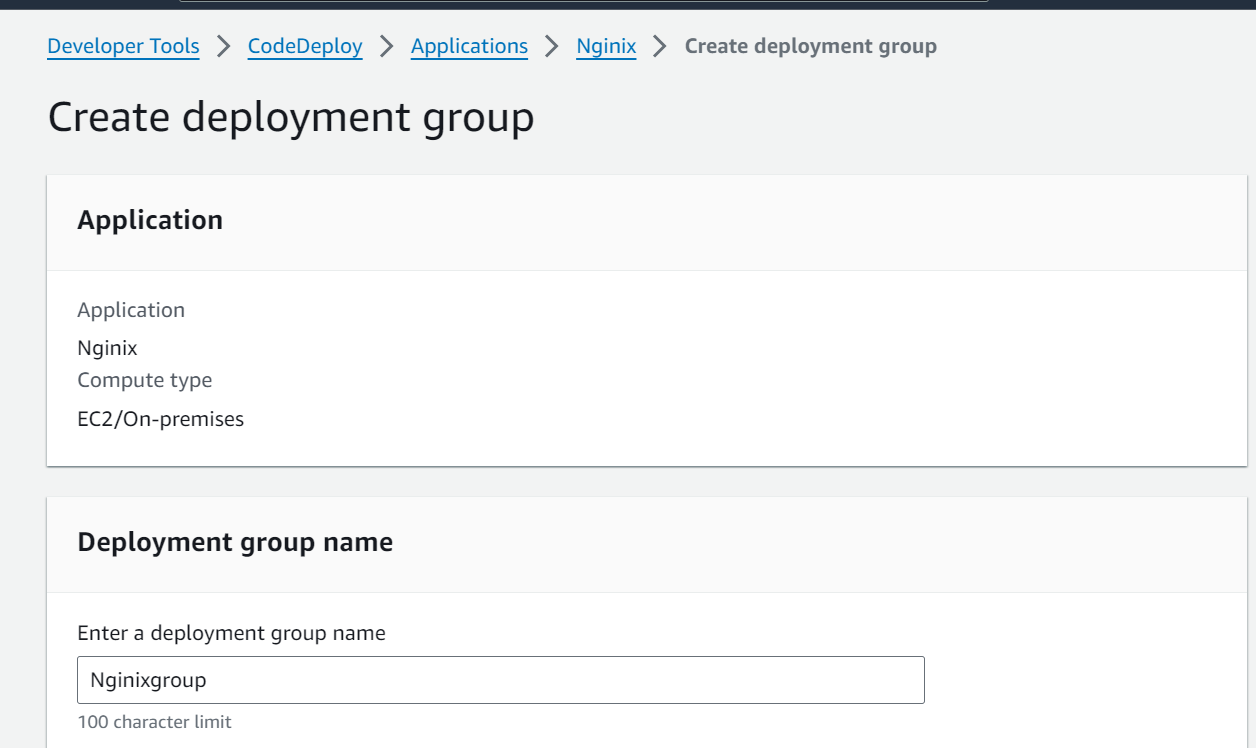 Developer Tools > CodeDeploy > Applications > Nginix > Create deployment group
Create deployment group
Application
Application
Nginix
Compute type
EC2/On-premises
Deployment group name
Enter a deployment group name
Nginixgroup
100 character limit